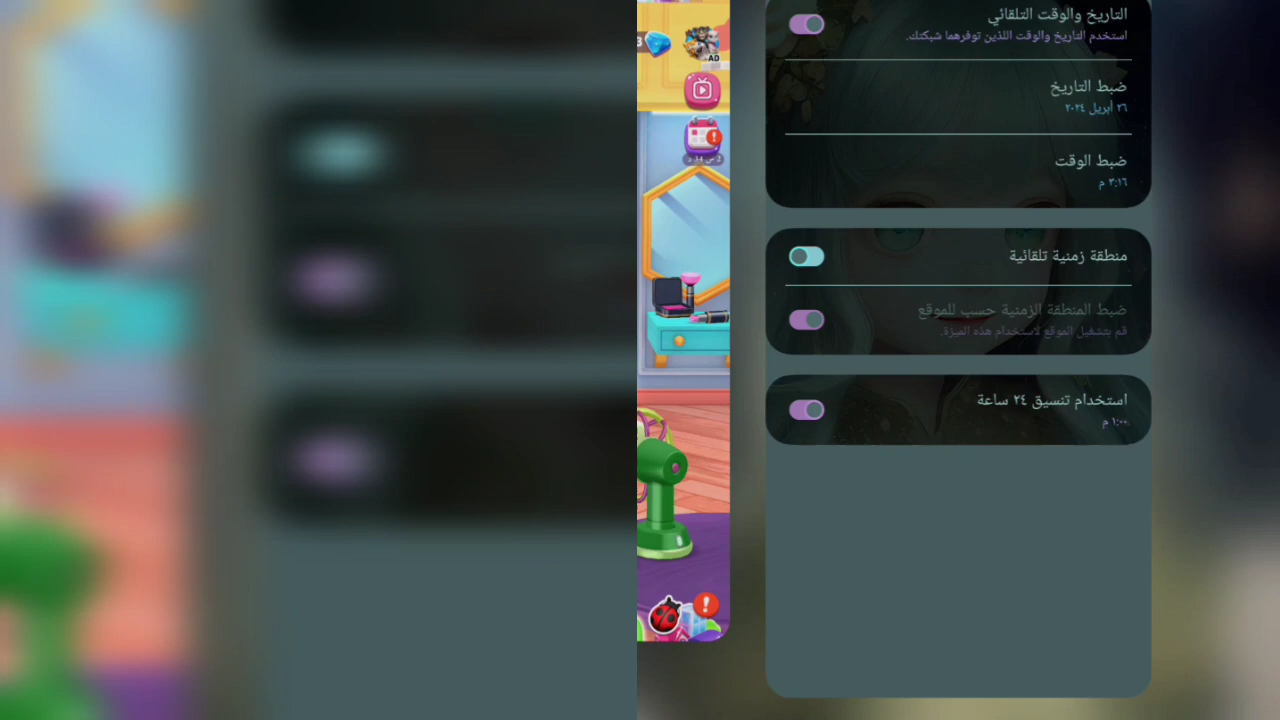 3
AD
التاريخ والوقت التلقائي
استخدم التاريخ والوقت اللذين توفرهما شبكتك.
ضبط التاريخ
٢٦ أبريل ٢٠٢٤
ضبط الوقت
٣:١٦ م
منطقة زمنية تلقائية
ضبط المنطقة الزمنية حسب الموقع
قم بتشغيل الموقع لاستخدام هذه الميزة.
استخدام تنسيق ٢٤ ساعة
١:٠٠ م